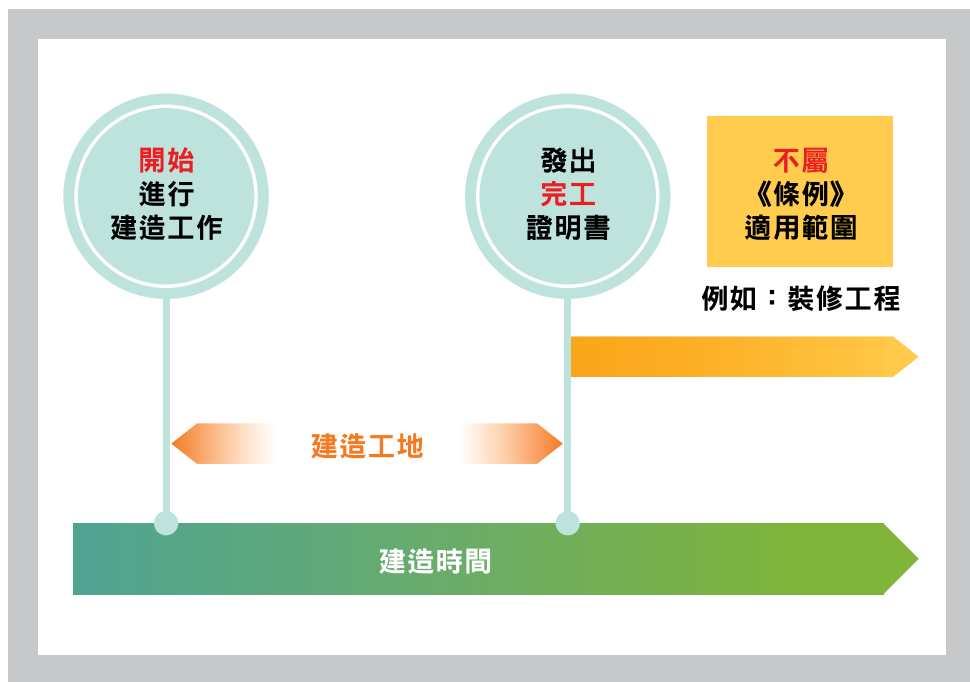 開始
進行
建造工作
發出
完工
證明書
不屬
《條例》
適用範圍
例如：裝修工程
建造工地
建造時間